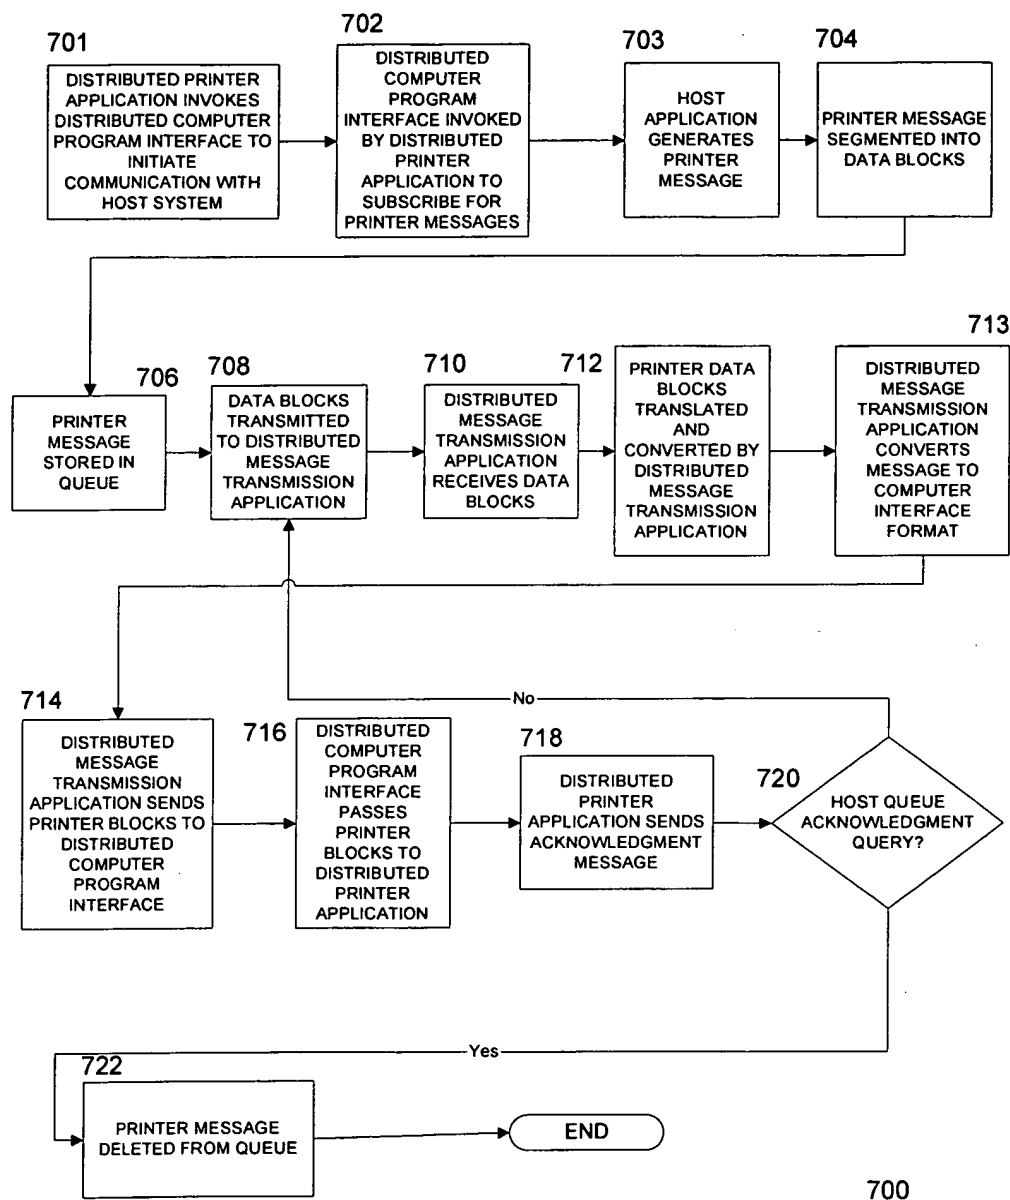 701
DISTRIBUTED PRINTER
APPLICATION INVOKES
DISTRIBUTED COMPUTER
PROGRAM INTERFACE TO
INITIATE
COMMUNICATION WITH
HOST SYSTEM
702
DISTRIBUTED
COMPUTER
PROGRAM
INTERFACE INVOKED
BY DISTRIBUTED
PRINTER
APPLICATION TO
SUBSCRIBE FOR
PRINTER MESSAGES
703
HOST
APPLICATION
GENERATES
PRINTER
MESSAGE
704
PRINTER MESSAGE
SEGMENTED INTO
DATA BLOCKS
706
PRINTER
MESSAGE
STORED IN
QUEUE
708
DATA BLOCKS
TRANSMITTED
TO DISTRIBUTED
MESSAGE
TRANSMISSION
APPLICATION
710
DISTRIBUTED
MESSAGE
TRANSMISSION
APPLICATION
RECEIVES DATA
BLOCKS
712
PRINTER DATA
BLOCKS
TRANSLATED
AND
CONVERTED BY
DISTRIBUTED
MESSAGE
TRANSMISSION
APPLICATION
713
DISTRIBUTED
MESSAGE
TRANSMISSION
APPLICATION
CONVERTS
MESSAGE TO
COMPUTER
INTERFACE
FORMAT
No
714
DISTRIBUTED
MESSAGE
TRANSMISSION
APPLICATION SENDS
PRINTER BLOCKS TO
DISTRIBUTED
COMPUTER
PROGRAM
INTERFACE
716
DISTRIBUTED
COMPUTER
PROGRAM
INTERFACE
PASSES
PRINTER
BLOCKS TO
DISTRIBUTED
PRINTER
APPLICATION
718
DISTRIBUTED
PRINTER
APPLICATION SENDS
ACKNOWLEDGMENT
MESSAGE
720
HOST QUEUE
ACKNOWLEDGMENT
QUERY?
Yes
722
PRINTER MESSAGE
DELETED FROM QUEUE
END
700